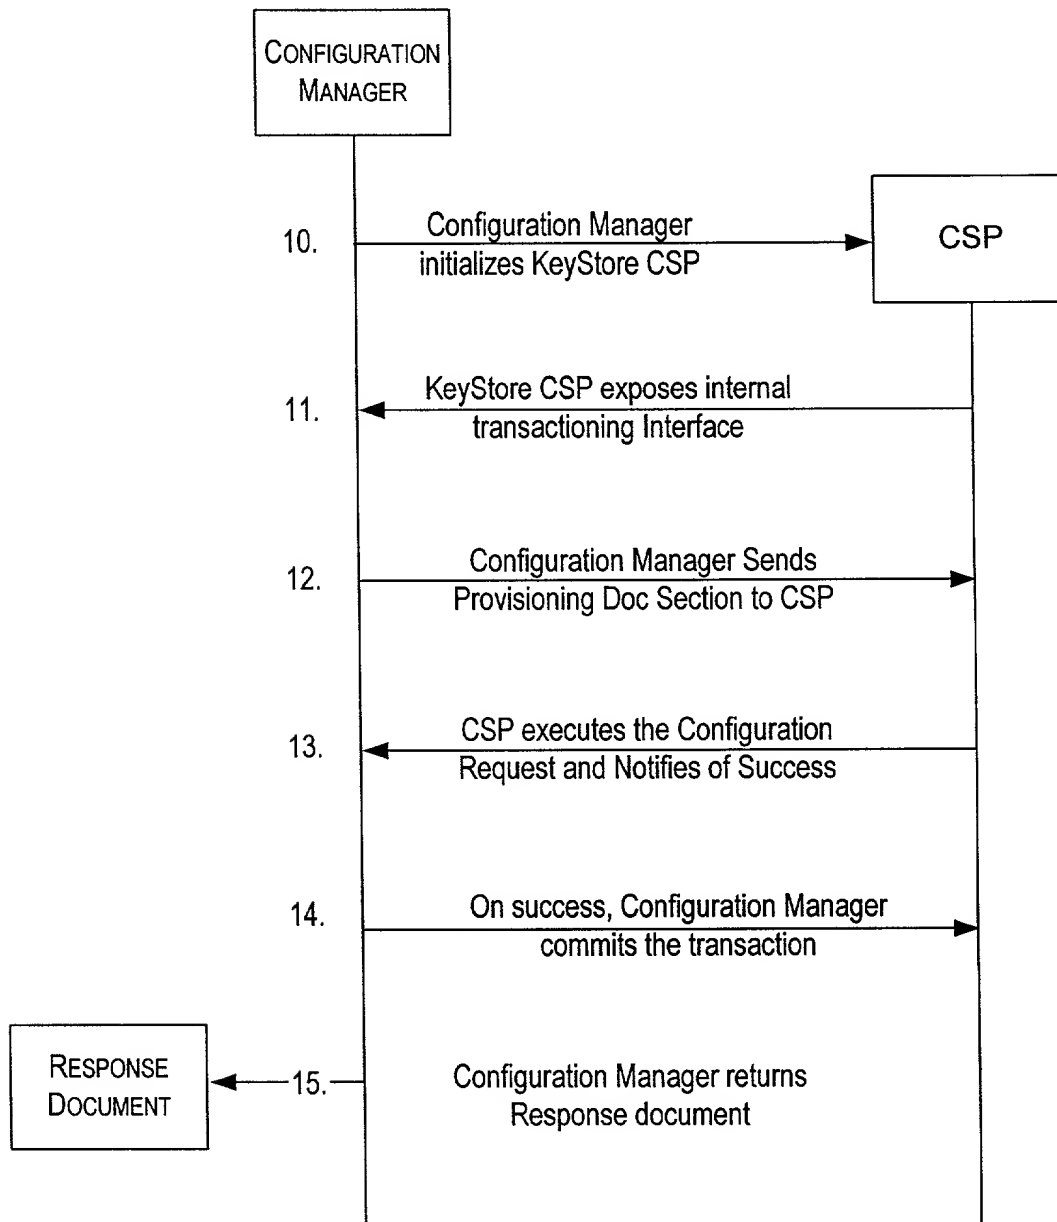 CONFIGURATION
MANAGER
CSP
10.
Configuration Manager
initializes KeyStore CSP
11.
KeyStore CSP exposes internal
transactioning Interface
12.
Configuration Manager Sends
Provisioning Doc Section to CSP
13.
CSP executes the Configuration
Request and Notifies of Success
14.
On success, Configuration Manager
commits the transaction
RESPONSE
DOCUMENT
15.
Configuration Manager returns
Response document